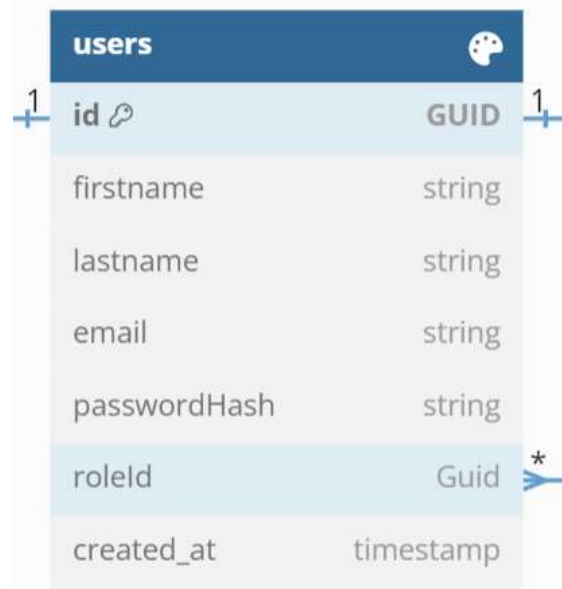 users
1 id GUID 1
firstname string
lastname string
email string
passwordHash string
roleId Guid *
created_at timestamp